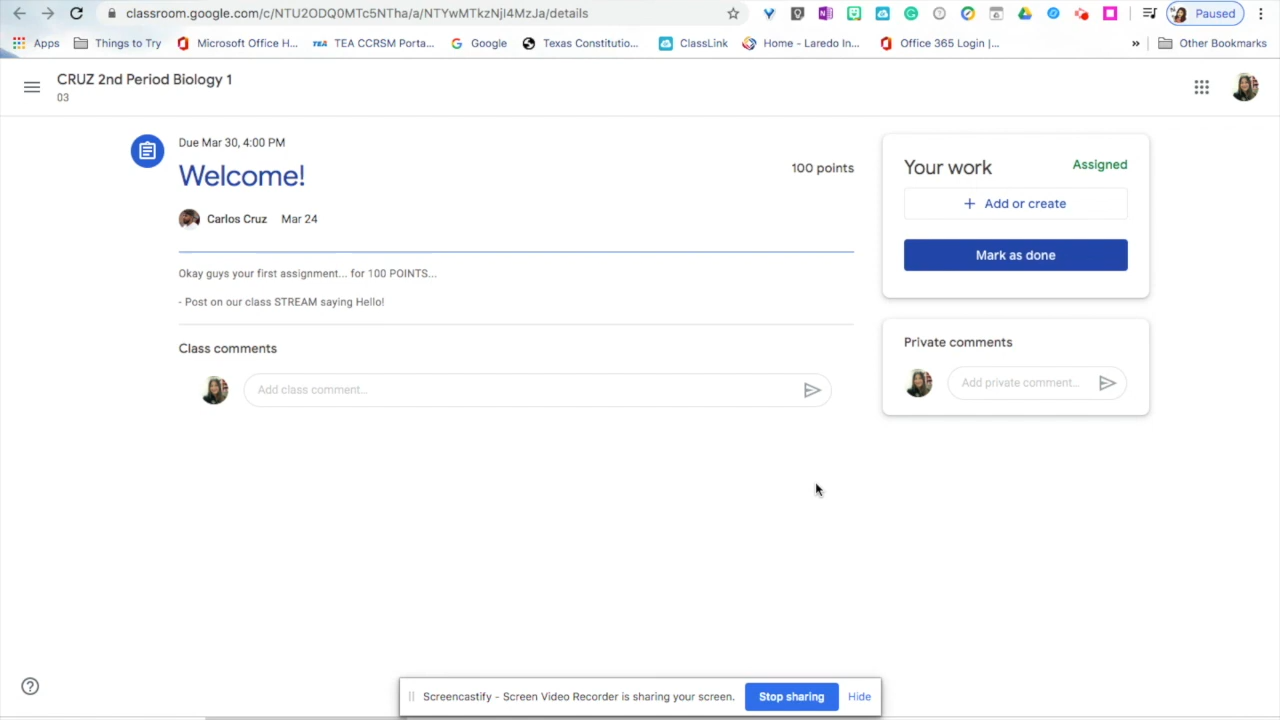 classroom.google.com/c/NTU2ODQ0MTc5NTha/a/NTYwMTkzNjI4MzJa/details
Paused
Apps Things to Try Microsoft Office H... TEA TEA CCRSM Porta... Google Texas Constitutio... ClassLink Home - Laredo In... Office 365 Login |... » Other Bookmarks
CRUZ 2nd Period Biology 1
03
Due Mar 30, 4:00 PM
Welcome!
100 points
Carlos Cruz Mar 24
Okay guys your first assignment... for 100 POINTS...
- Post on our class STREAM saying Hello!
Class comments
Add class comment...
Your work Assigned
+ Add or create
Mark as done
Private comments
Add private comment...
Screencastify - Screen Video Recorder is sharing your screen. Stop sharing Hide